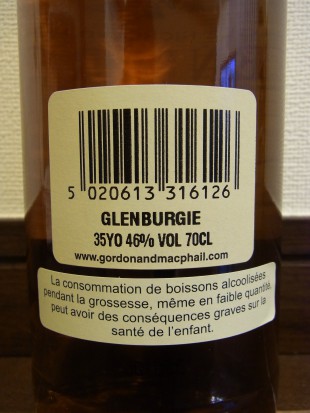 5 020613 316126
GLENBURGIE
35YO 46% VOL 70CL
www.gordonandmacphail.com
La consommation de boissons alcoolisées
pendant la grossesse, même en faible quantité,
peut avoir des conséquences graves sur la
santé de l'enfant.